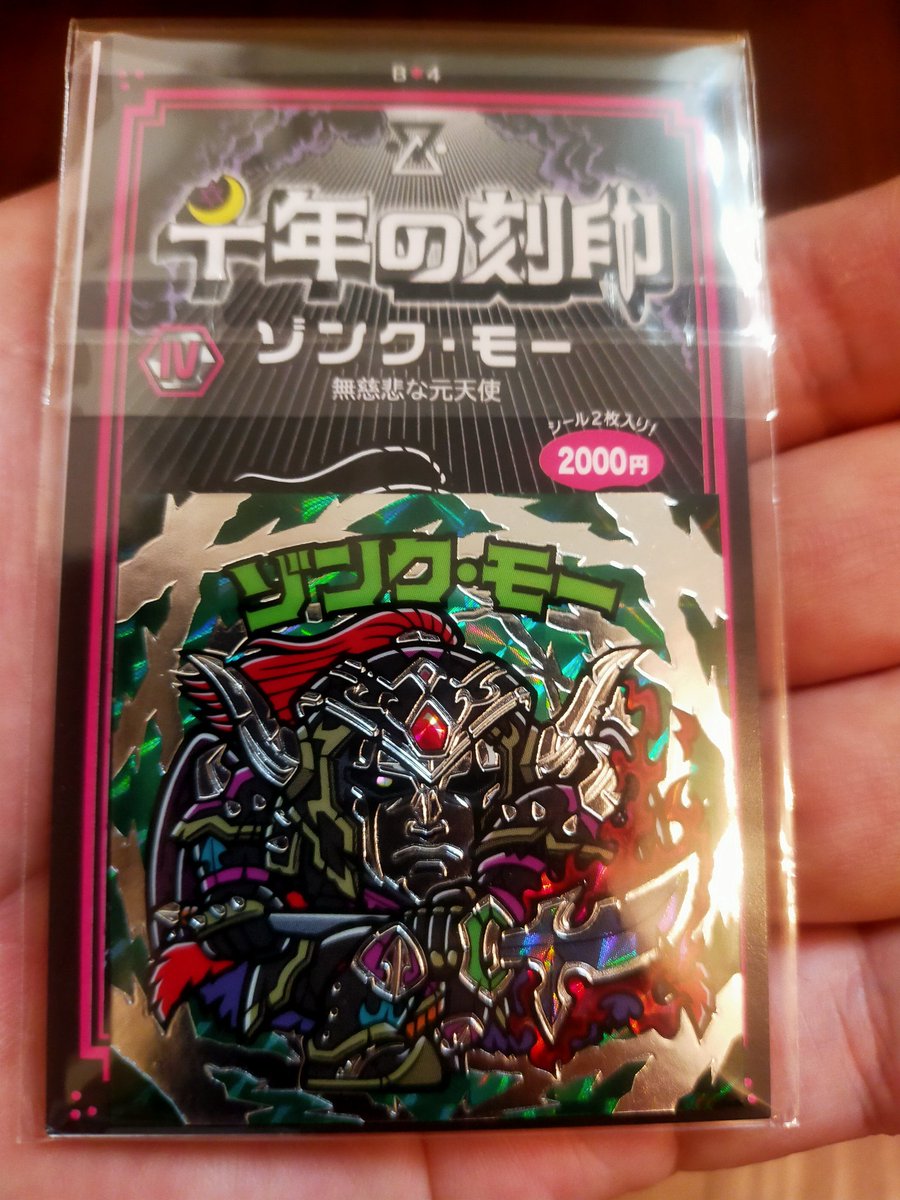 B♥4
十年の刻印
IV
ゾンク・モー
無慈悲な元天使
シール2枚入り!
2000円
ゾンク・モー